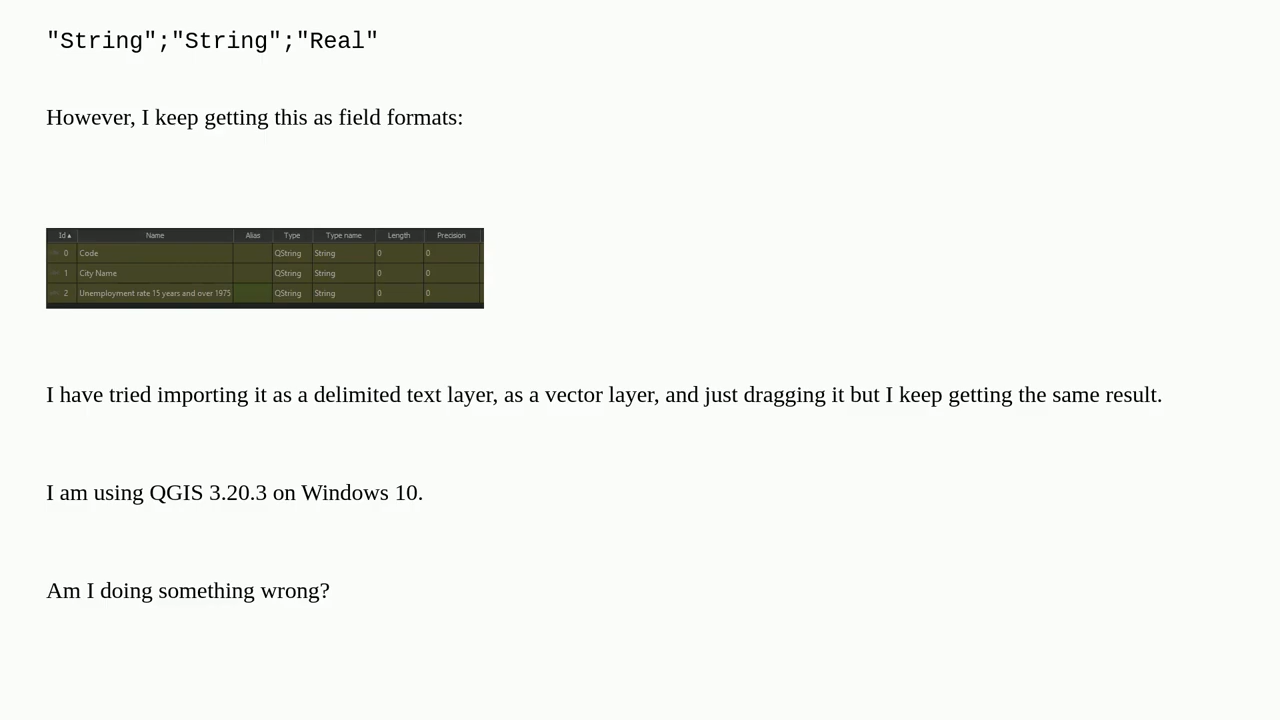 "String";"String";"Real"
However, I keep getting this as field formats:
Id Name Alias Type Type name Length Precision
0 Code QString String 0 0
1 City Name QString String 0 0
2 Unemployment rate 15 years and over 1975 QString String 0 0
I have tried importing it as a delimited text layer, as a vector layer, and just dragging it but I keep getting the same result.
I am using QGIS 3.20.3 on Windows 10.
Am I doing something wrong?